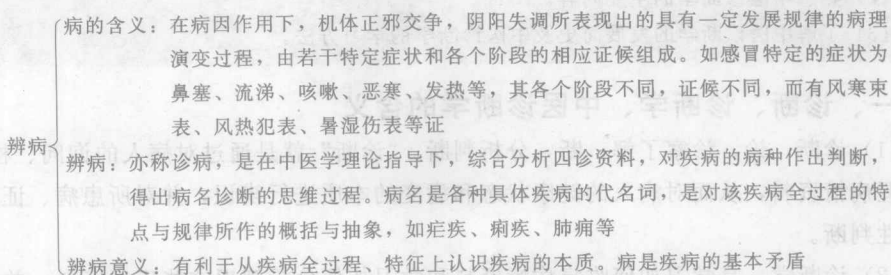 病的含义：在病因作用下，机体正邪交争，阴阳失调所表现出的具有一定发展规律的病理
演变过程，由若干特定症状和各个阶段的相应证候组成。如感冒特定的症状为
鼻塞、流涕、咳嗽、恶寒、发热等，其各个阶段不同，证候不同，而有风寒束
表、风热犯表、暑湿伤表等证
辨病
辨病：亦称诊病，是在中医学理论指导下，综合分析四诊资料，对疾病的病种作出判断，
得出病名诊断的思维过程。病名是各种具体疾病的代名词，是对该疾病全过程的特
点与规律所作的概括与抽象，如疟疾、痢疾、肺痈等
辨病意义：有利于从疾病全过程、特征上认识疾病的本质。病是疾病的基本矛盾